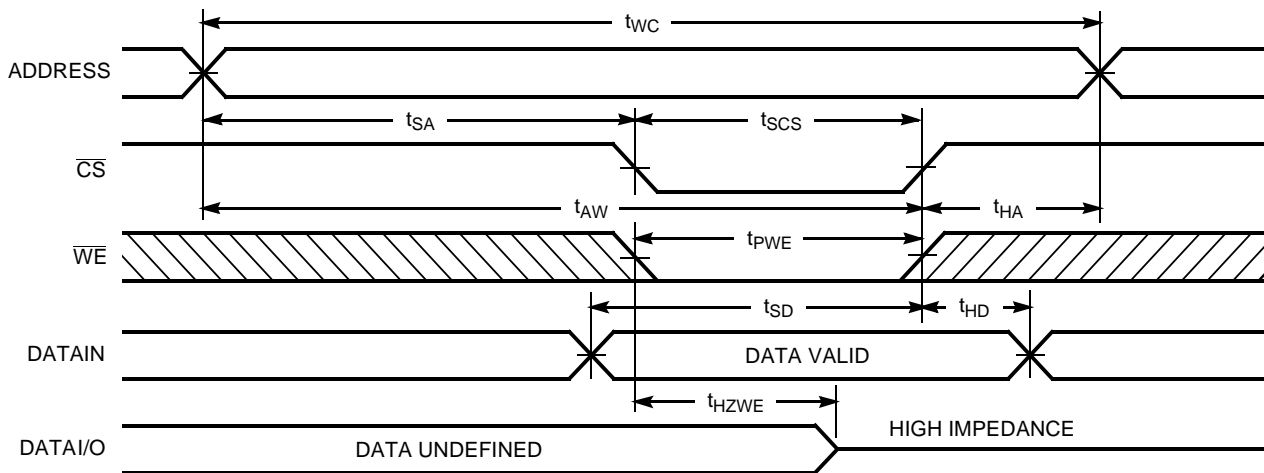 tWC
ADDRESS
tSA
tSCS
CS
tAW
tHA
WE
tPWE
tSD
tHD
DATAIN
DATA VALID
tHZWE
DATAI/O
DATA UNDEFINED
HIGH IMPEDANCE